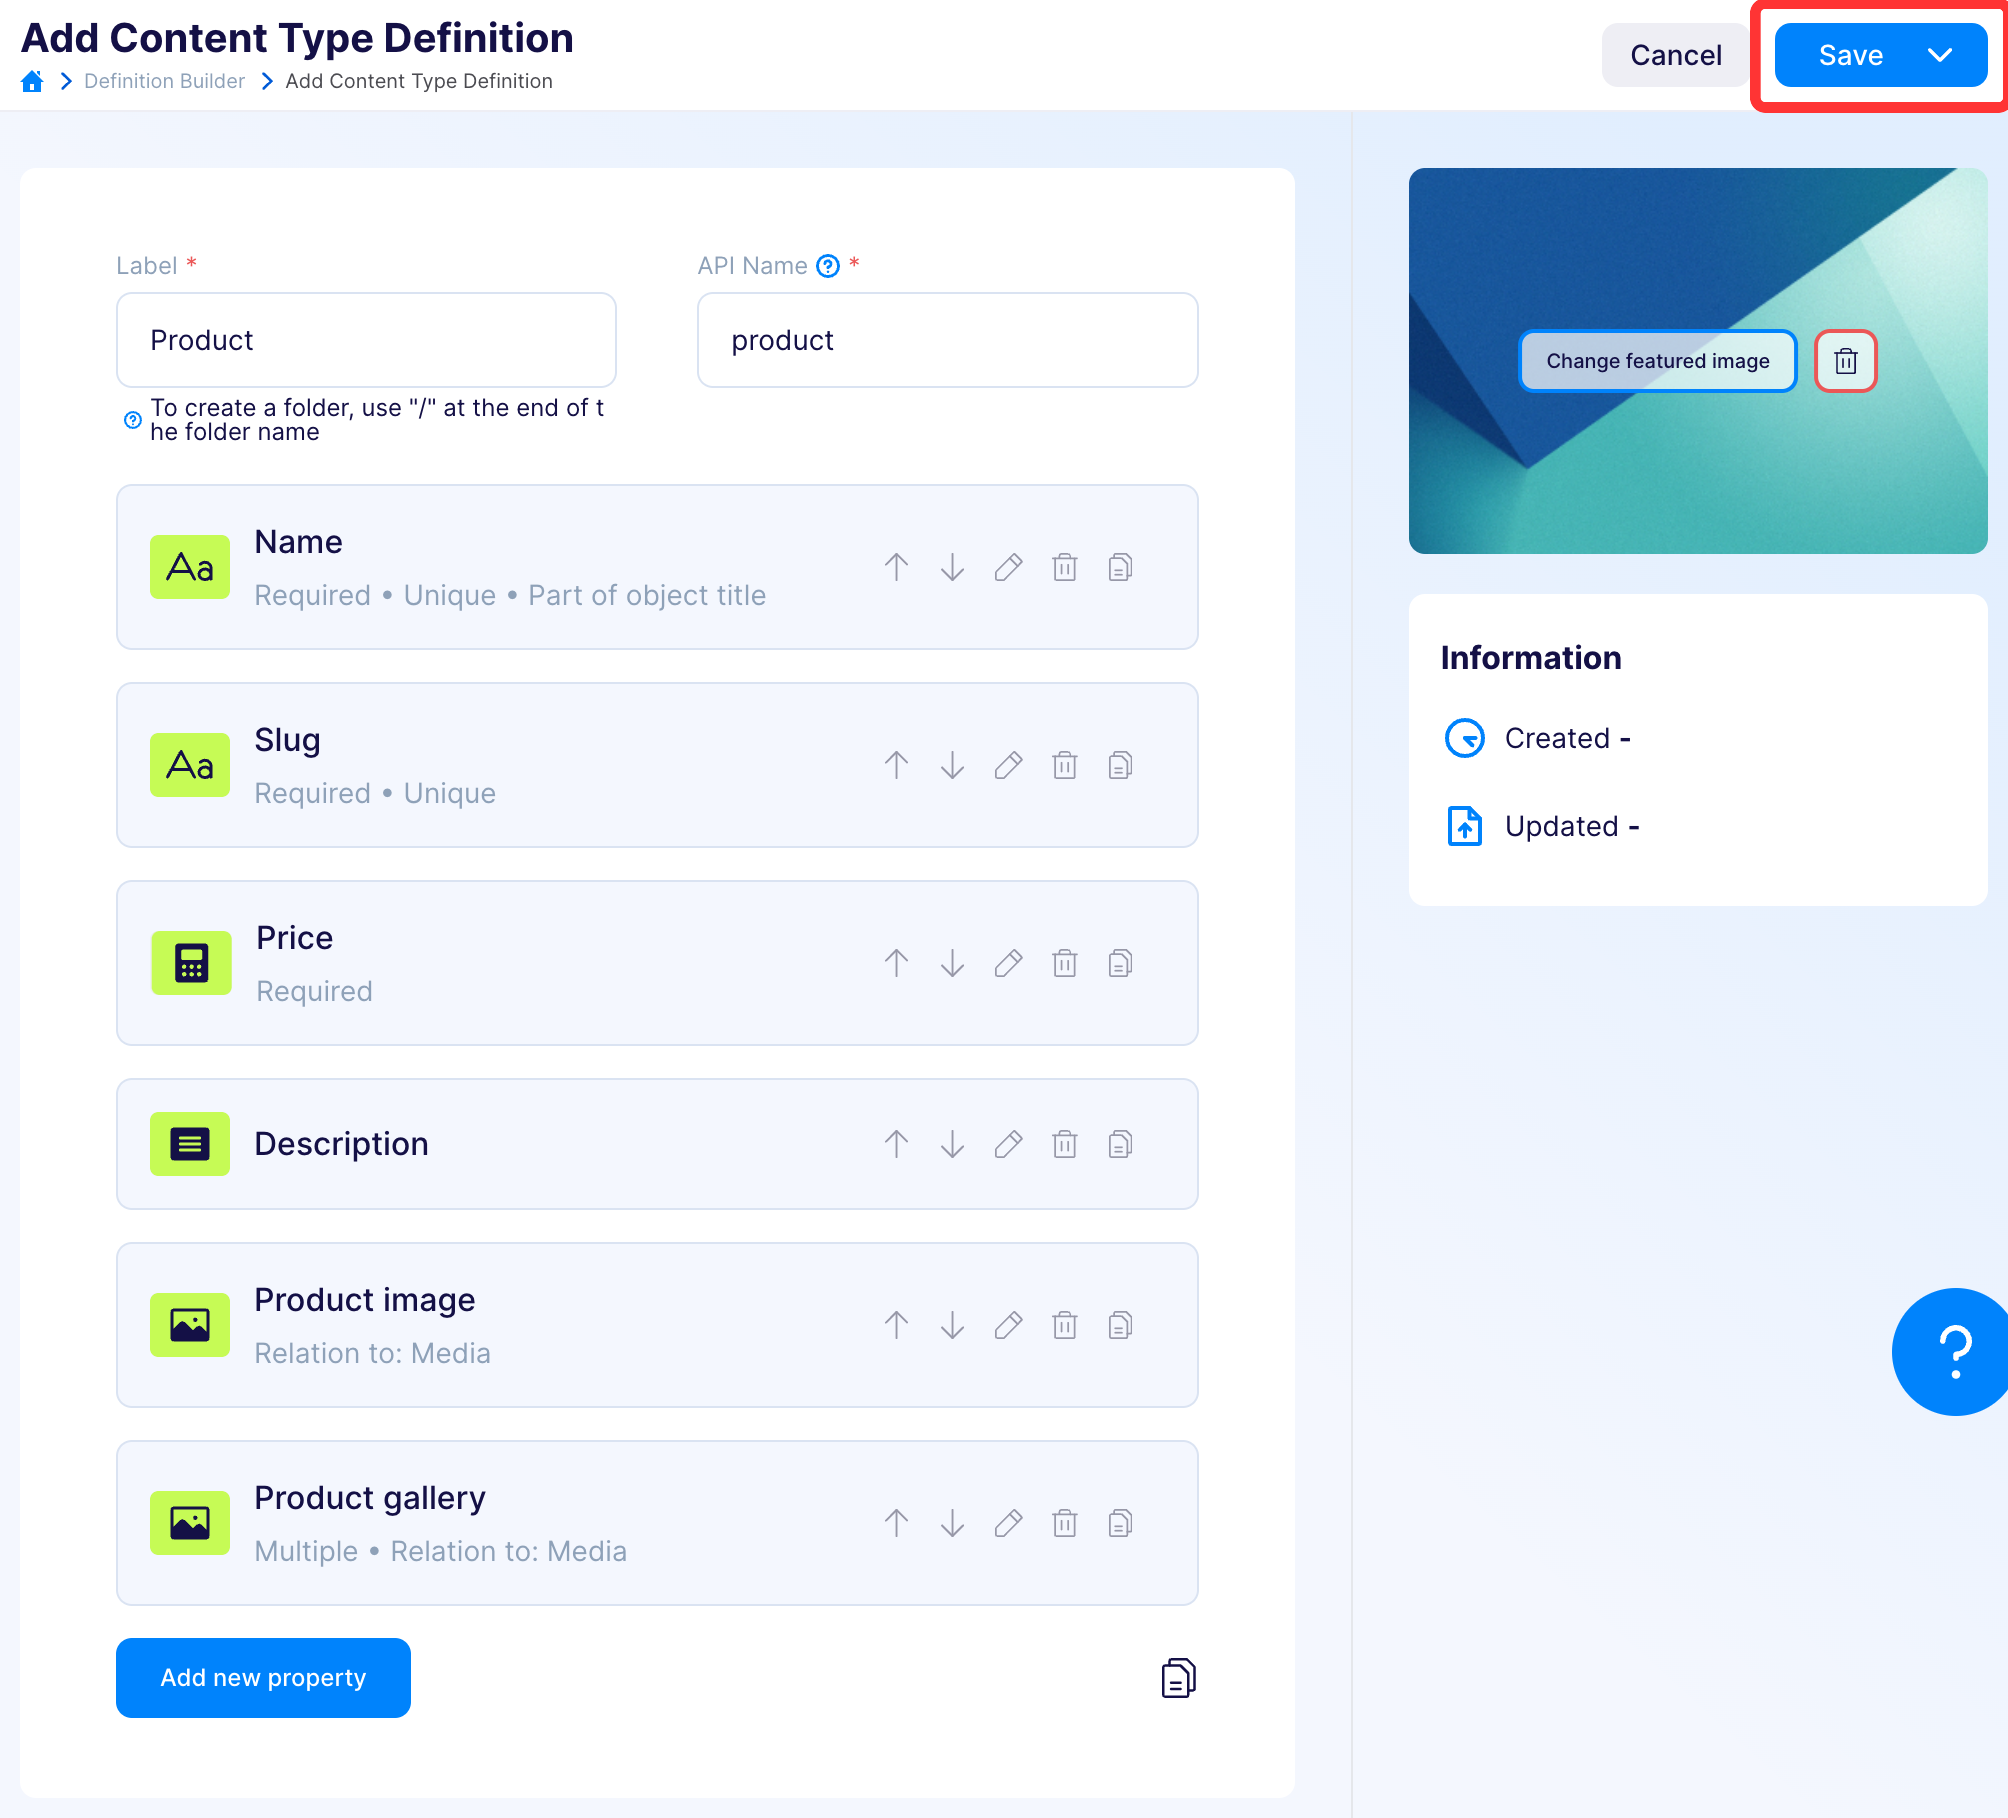 Add Content Type Definition
Definition Builder
Add Content Type Definition
Cancel
Save
Label *
API Name ? *
Product
product
To create a folder, use "/" at the end of t
he folder name
Aa
Name
Required • Unique • Part of object title
Aa
Slug
Required • Unique
Price
Required
Description
Product image
Relation to: Media
Product gallery
Multiple • Relation to: Media
Add new property
Change featured image
Information
Created -
Updated -
?